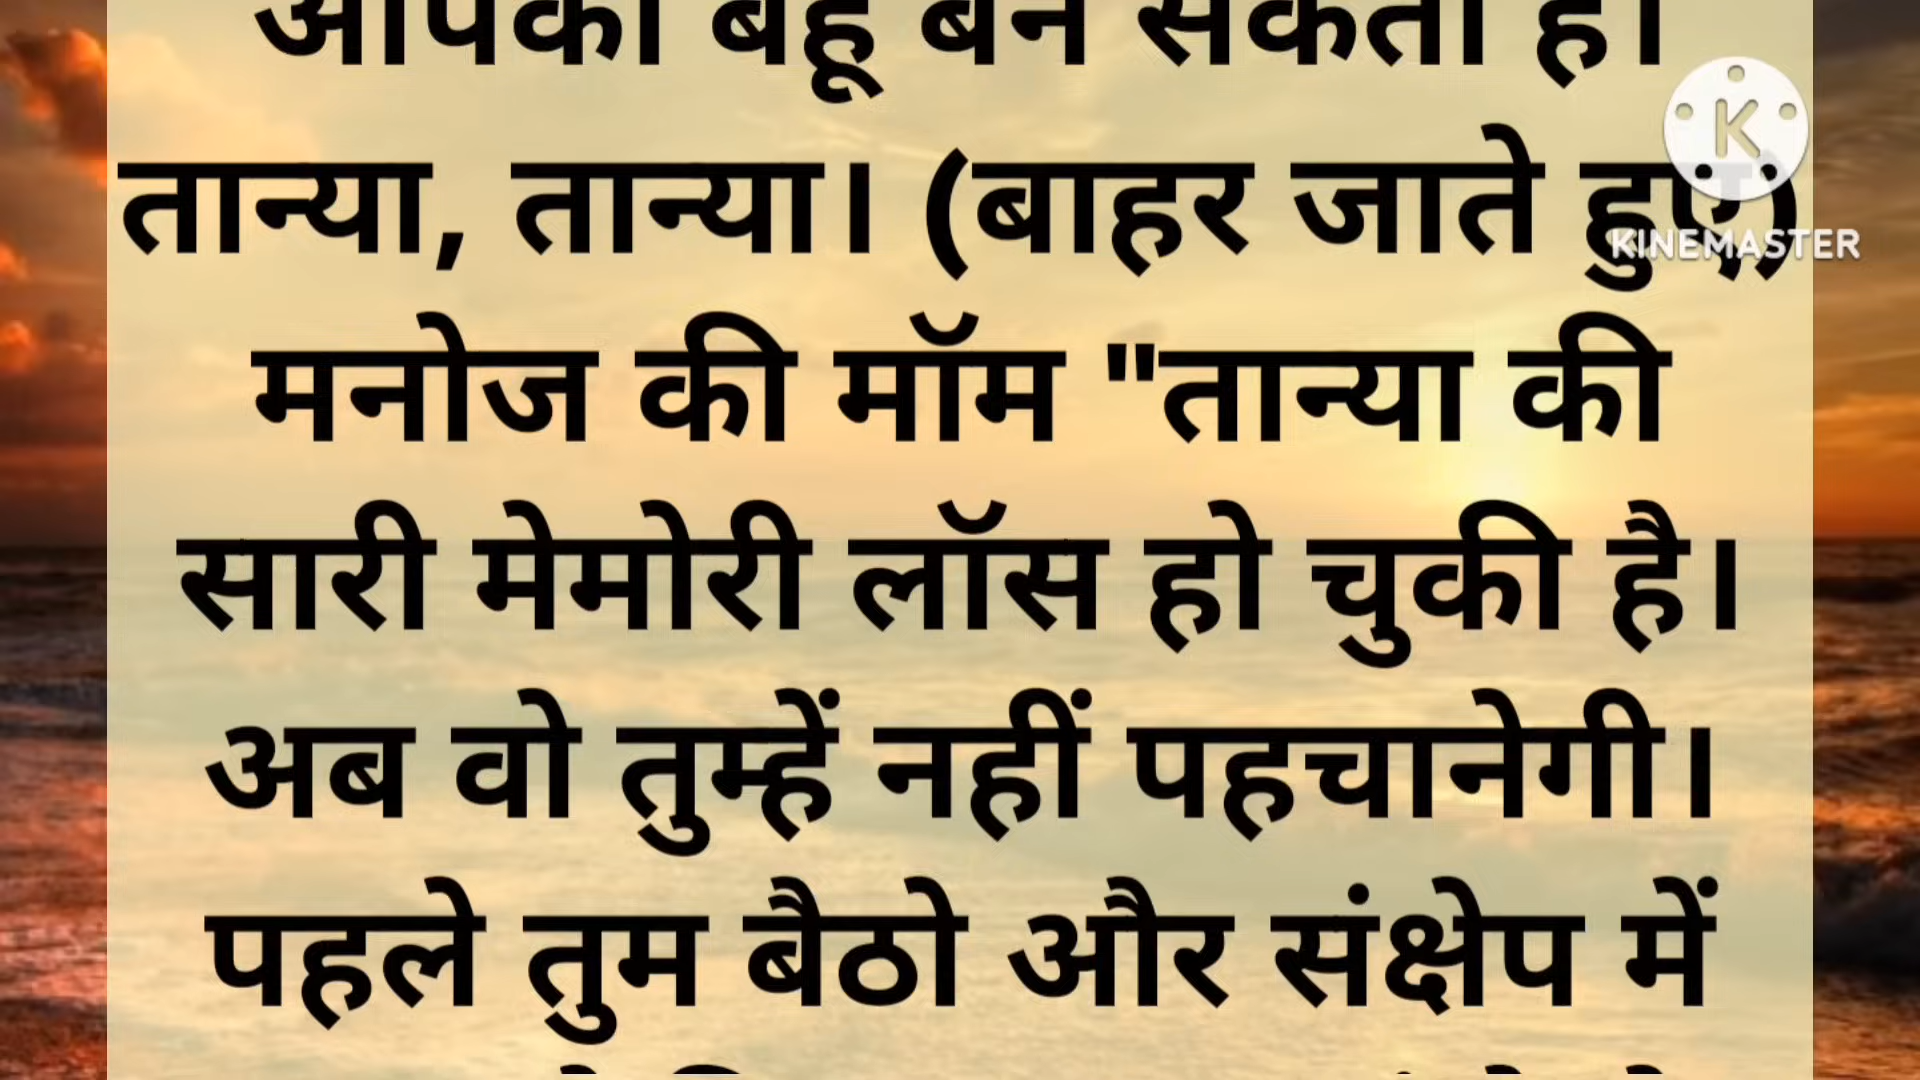 आपकी बहू बन सकती है।
तान्या, तान्या। (बाहर जाते हुए)
मनोज की मॉम "तान्या की
सारी मेमोरी लॉस हो चुकी है।
अब वो तुम्हें नहीं पहचानेगी।
पहले तुम बैठो और संक्षेप में
K
KINEMASTER